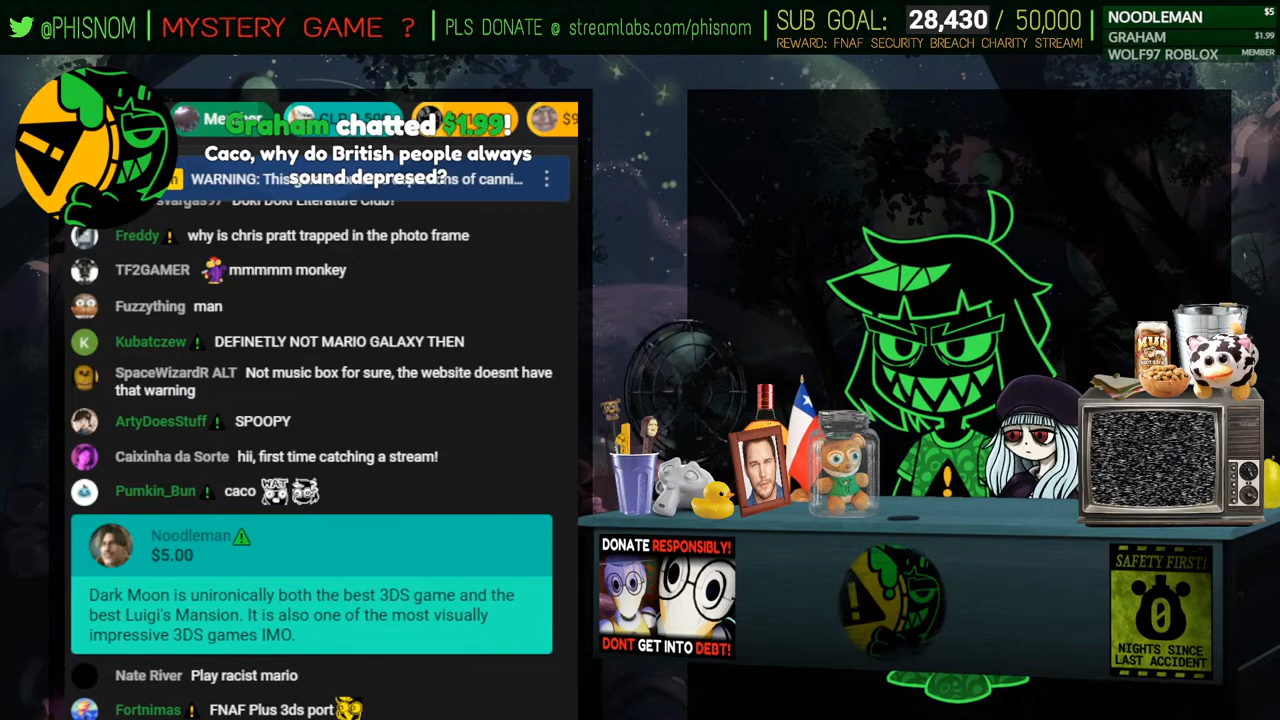 @PHISNOM
MYSTERY GAME ?
PLS DONATE @ streamlabs.com/phisnom
SUB GOAL: 28,430 / 50,000
REWARD: FNAF SECURITY BREACH CHARITY STREAM!
NOODLEMAN $5
GRAHAM $1.99
WOLF97 ROBLOX MEMBER
Graham chatted $1.99!
Caco, why do British people always
sound depresed?
WARNING: This
of canni...
Doki Doki Literature Club!
Freddy why is chris pratt trapped in the photo frame
TF2GAMER mmmmm monkey
Fuzzything man
K Kubatczew DEFINETLY NOT MARIO GALAXY THEN
SpaceWizardR ALT Not music box for sure, the website doesnt have
that warning
ArtyDoesStuff SPOOPY
Caixinha da Sorte hii, first time catching a stream!
Pumkin_Bun caco WAT
Noodleman
$5.00
Dark Moon is unironically both the best 3DS game and the
best Luigi's Mansion. It is also one of the most visually
impressive 3DS games IMO.
Nate River Play racist mario
Fortnimas FNAF Plus 3ds port
MUG
DONATE RESPONSIBLY!
DONT GET INTO DEBT!
SAFETY FIRST!
0
NIGHTS SINCE
LAST ACCIDENT